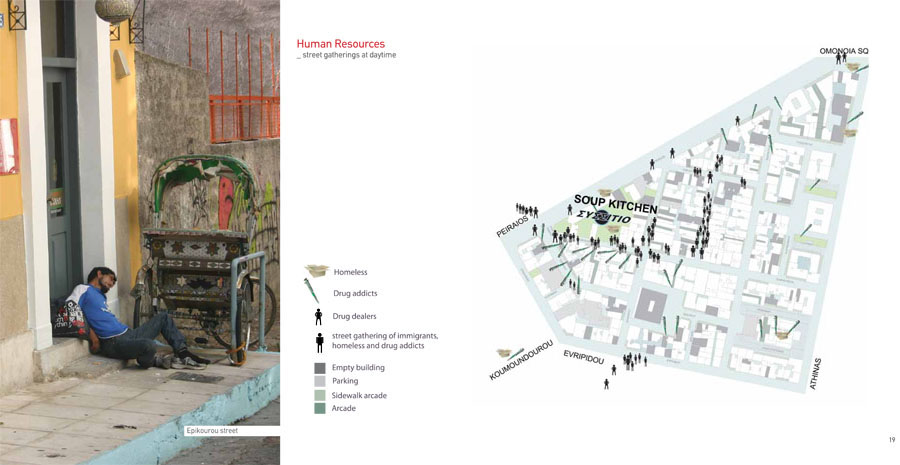 Human Resources
_ street gatherings at daytime
OMONOIA SQ
SOUP KITCHEN
ΣΥΣΣΙΤΙΟ
PEIRAIOS
Homeless
Drug addicts
Drug dealers
street gathering of immigrants,
homeless and drug addicts
Empty building
Parking
Sidewalk arcade
Arcade
KOUMOUNDOUROU
EVRIPIDOU
ATHINAS
Epikourou street
19